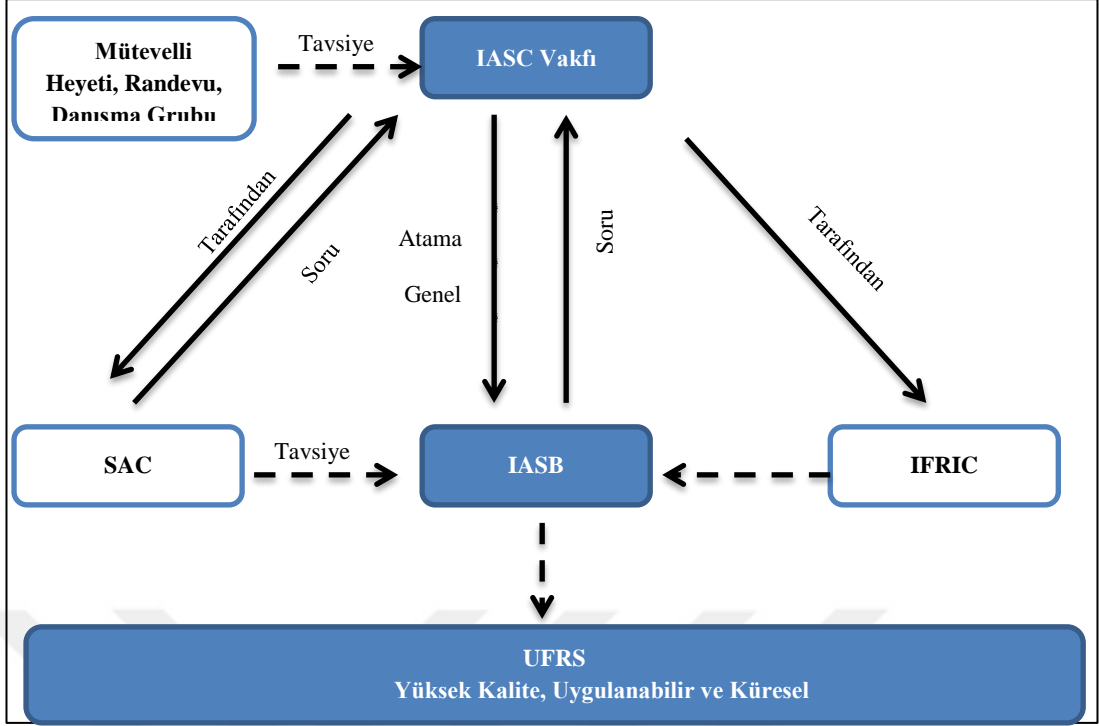 Mütevelli
Heyeti, Randevu,
Danışma Grubu
Tavsiye
IASC Vakfı
Tarafından
Soru
Atama
Genel
Soru
Tarafından
SAC
Tavsiye
IASB
IFRIC
UFRS
Yüksek Kalite, Uygulanabilir ve Küresel